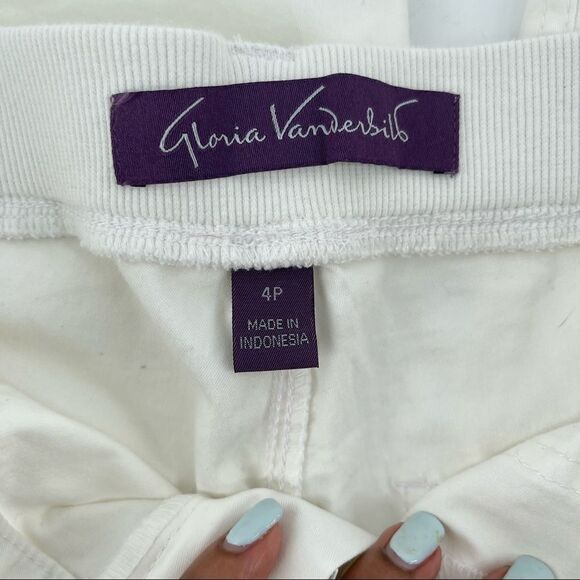 Gloria Vanderbilt
4P
MADE IN
INDONESIA